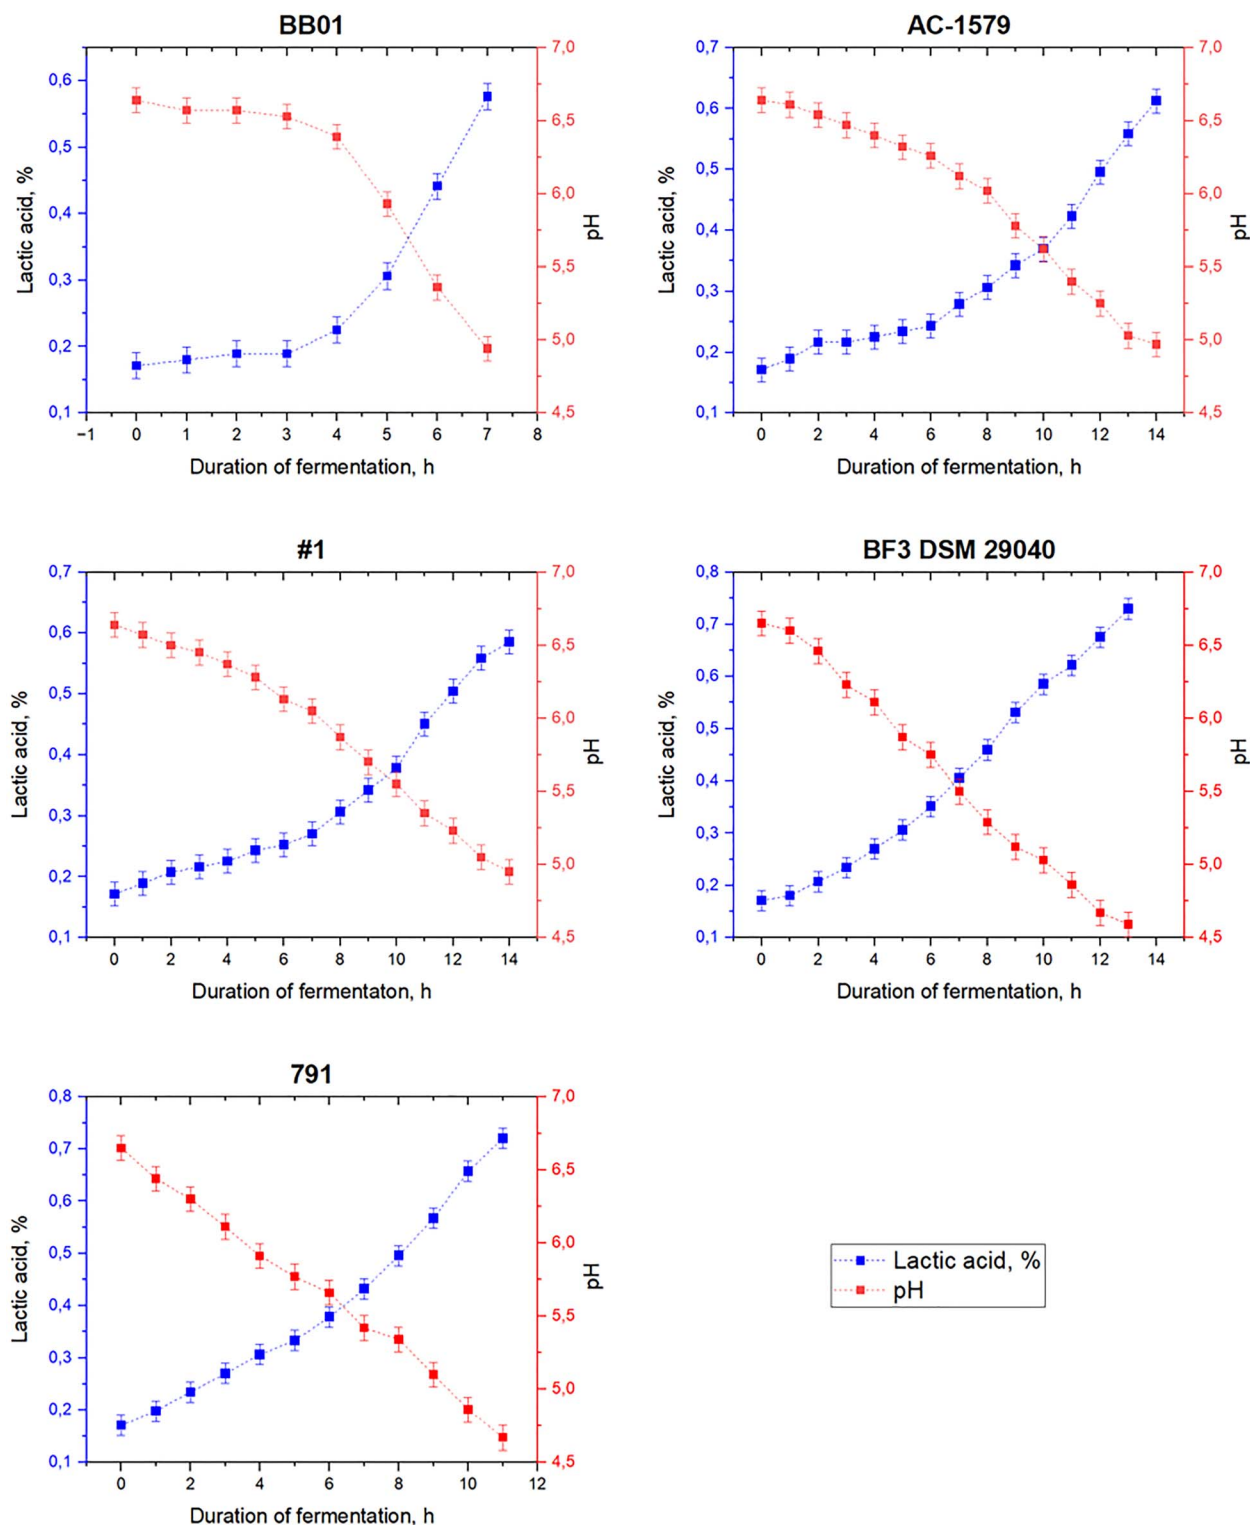 BB01
Lactic acid, %
0,6
0,5
0,4
0,3
0,2
0,1
7,0
6,5
6,0
5,5
5,0
4,5
pH
−1 0 1 2 3 4 5 6 7 8
Duration of fermentation, h
AC-1579
Lactic acid, %
0,7
0,6
0,5
0,4
0,3
0,2
0,1
7,0
6,5
6,0
5,5
5,0
4,5
pH
0 2 4 6 8 10 12 14
Duration of fermentation, h
#1
Lactic acid, %
0,7
0,6
0,5
0,4
0,3
0,2
0,1
7,0
6,5
6,0
5,5
5,0
4,5
pH
0 2 4 6 8 10 12 14
Duration of fermentaton, h
BF3 DSM 29040
Lactic acid, %
0,8
0,7
0,6
0,5
0,4
0,3
0,2
0,1
7,0
6,5
6,0
5,5
5,0
4,5
pH
0 2 4 6 8 10 12 14
Duration of fermentation, h
791
Lactic acid, %
0,8
0,7
0,6
0,5
0,4
0,3
0,2
0,1
7,0
6,5
6,0
5,5
5,0
4,5
pH
0 2 4 6 8 10 12
Duration of fermentation, h
Lactic acid, %
pH